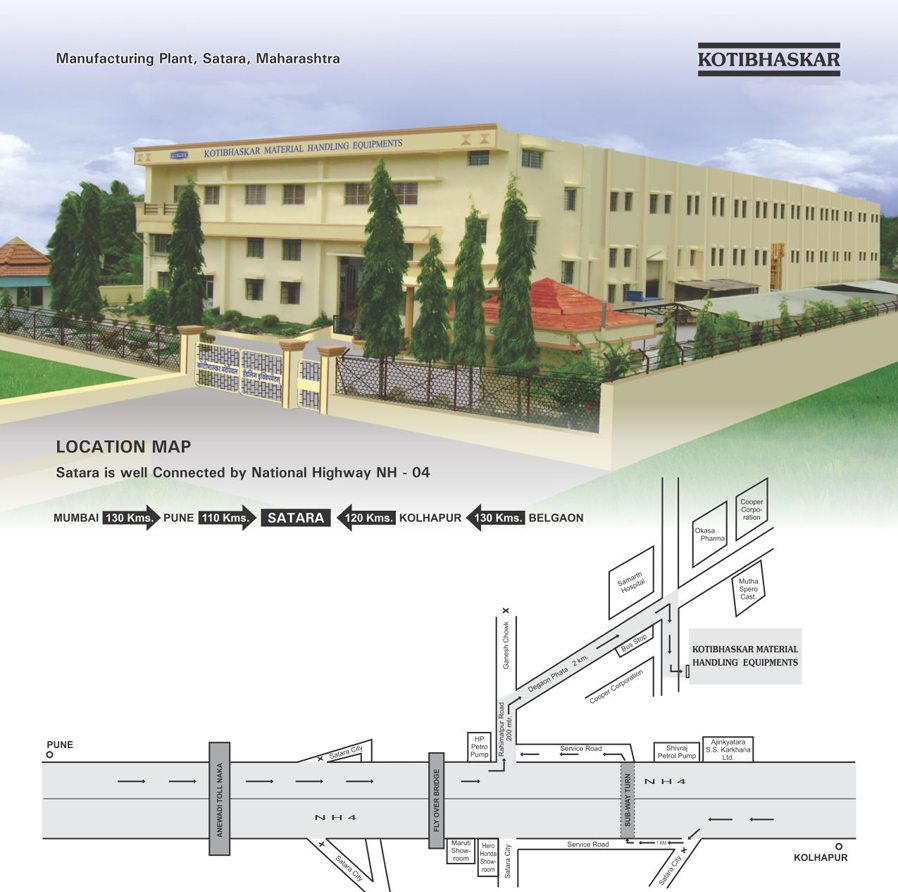 Manufacturing Plant, Satara, Maharashtra
KOTIBHASKAR
KOTIBHASKAR MATERIAL HANDLING EQUIPMENTS
LOCATION MAP
Satara is well Connected by National Highway NH - 04
MUMBAI 130 Kms. PUNE 110 Kms. SATARA 120 Kms. KOLHAPUR 130 Kms. BELGAON
Cooper
Corpo-
ration
Okasa
Pharma
Samarth
Hospital
Mutha
Spero
Cast.
Ganesh Chowk
x
Bus Stop
KOTIBHASKAR MATERIAL
HANDLING EQUIPMENTS
Degaon Phata 2 km.
Cooper Corporation
Rahimatpur Road
200 mtr.
PUNE
Satara City
x
HP
Petro
Pump
Service Road
Shivraj
Petrol Pump
Ajinkyatara
S.S. Karkhana
Ltd.
ANEWADI TOLL NAKA
FLY OVER BRIDGE
SUB-WAY TURN
N H 4
N H 4
x
Satara City
Maruti
Show-
room
Hero
Honda
Show-
room
Satara City
Service Road
1 KM
x
Satara City
KOLHAPUR